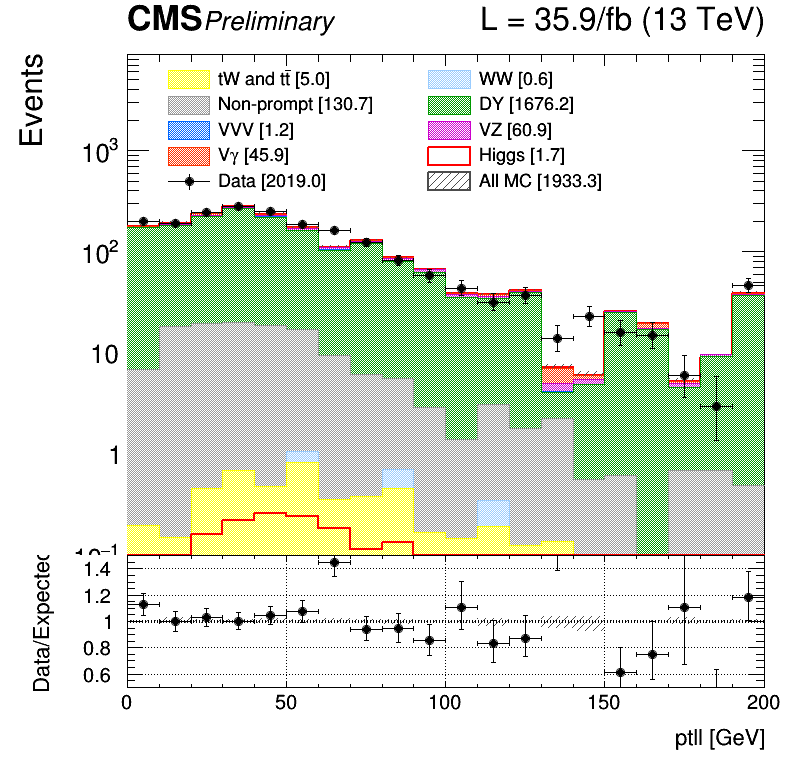 CMS Preliminary L = 35.9/fb (13 TeV)
Events
tW and tt̄ [5.0] WW [0.6]
Non-prompt [130.7] DY [1676.2]
VVV [1.2] VZ [60.9]
Vγ [45.9] Higgs [1.7]
Data [2019.0] All MC [1933.3]
10³
10²
10
1
10⁻¹
Data/Expected
1.4
1.2
1
0.8
0.6
0 50 100 150 200
ptll [GeV]